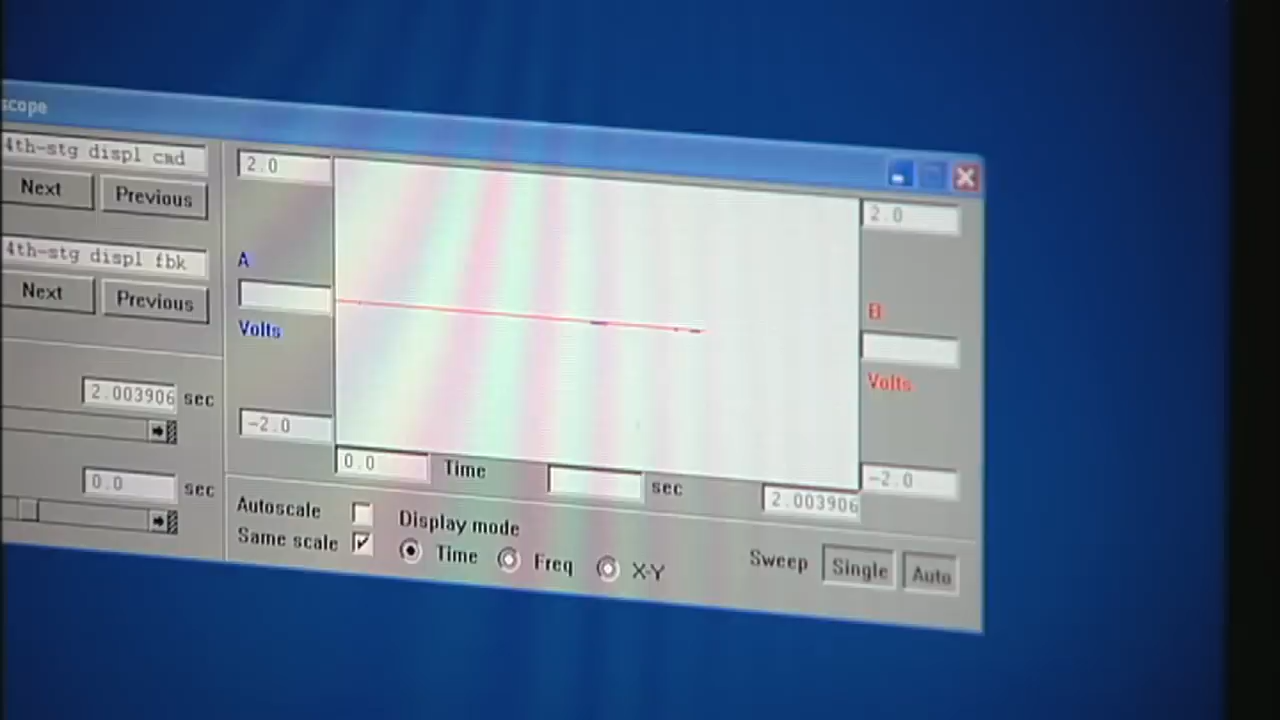 scope
4th-stg displ cmd
Next Previous
4th-stg displ fbk
Next Previous
2.003906 sec
0.0 sec
2.0
A
Volts
-2.0
0.0 Time sec 2.003906
2.0
B
Volts
-2.0
Autoscale
Same scale
Display mode
Time Freq X-Y
Sweep Single Auto